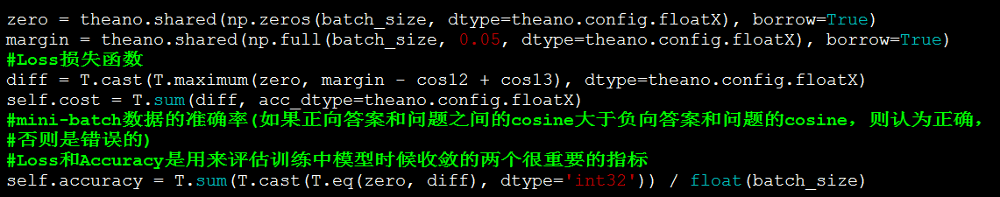 zero = theano.shared(np.zeros(batch_size, dtype=theano.config.floatX), borrow=True)
margin = theano.shared(np.full(batch_size, 0.05, dtype=theano.config.floatX), borrow=True)
#Loss损失函数
diff = T.cast(T.maximum(zero, margin - cos12 + cos13), dtype=theano.config.floatX)
self.cost = T.sum(diff, acc_dtype=theano.config.floatX)
#mini-batch数据的准确率(如果正向答案和问题之间的cosine大于负向答案和问题的cosine，则认为正确，
#否则是错误的)
#Loss和Accuracy是用来评估训练中模型时候收敛的两个很重要的指标
self.accuracy = T.sum(T.cast(T.eq(zero, diff), dtype='int32')) / float(batch_size)